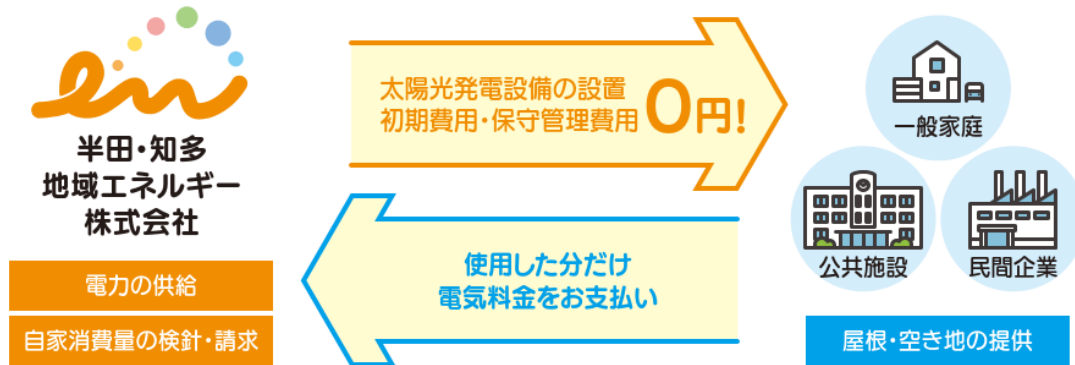 en
半田・知多
地域エネルギー
株式会社
電力の供給
自家消費量の検針・請求
太陽光発電設備の設置
初期費用・保守管理費用 0円!
使用した分だけ
電気料金をお支払い
一般家庭
公共施設
民間企業
屋根・空き地の提供